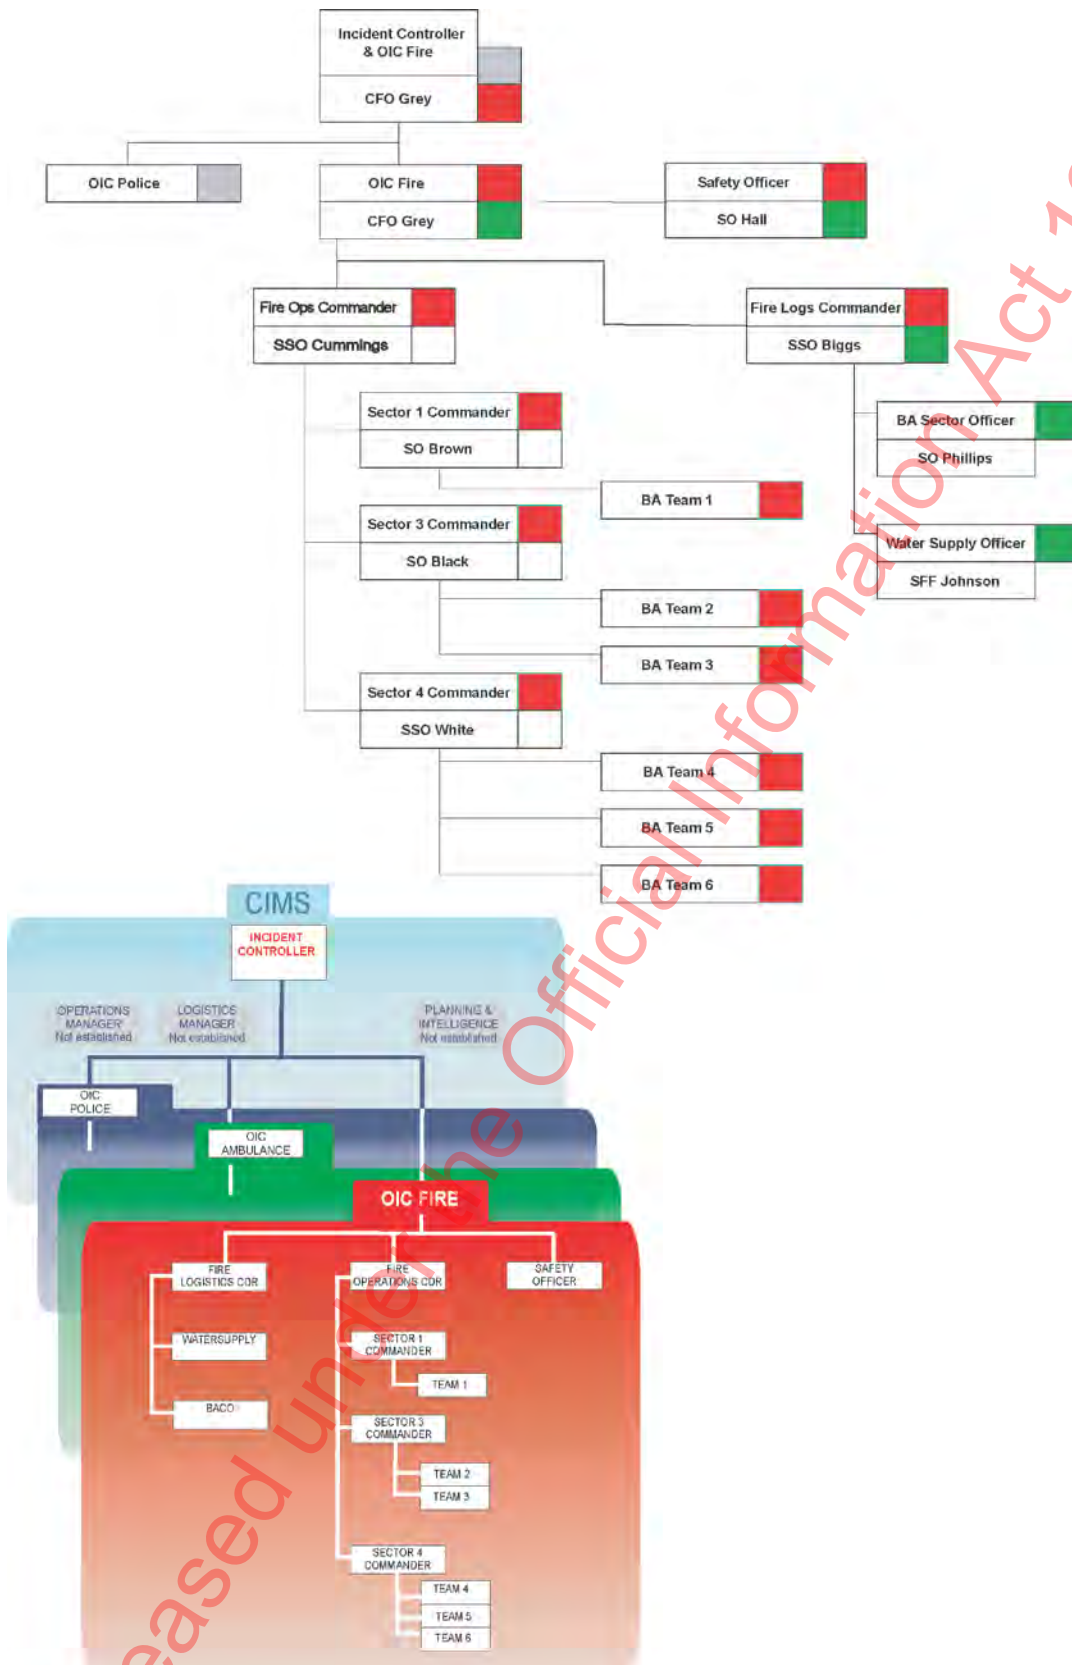 Incident Controller
& OIC Fire
CFO Grey
OIC Police
OIC Fire
CFO Grey
Safety Officer
SO Hall
Fire Ops Commander
SSO Cummings
Fire Logs Commander
SSO Biggs
Sector 1 Commander
SO Brown
BA Sector Officer
SO Phillips
BA Team 1
Sector 3 Commander
SO Black
Water Supply Officer
SFF Johnson
BA Team 2
BA Team 3
Sector 4 Commander
SSO White
BA Team 4
BA Team 5
BA Team 6
CIMS
INCIDENT
CONTROLLER
OPERATIONS
MANAGER
Not established
LOGISTICS
MANAGER
Not established
PLANNING &
INTELLIGENCE
Not established
OIC
POLICE
OIC
AMBULANCE
OIC FIRE
FIRE
LOGISTICS CDR
FIRE
OPERATIONS CDR
SAFETY
OFFICER
WATERSUPPLY
SECTOR 1
COMMANDER
TEAM 1
BACO
SECTOR 3
COMMANDER
TEAM 2
TEAM 3
SECTOR 4
COMMANDER
TEAM 4
TEAM 5
TEAM 6
eased under the Official Information Act 1